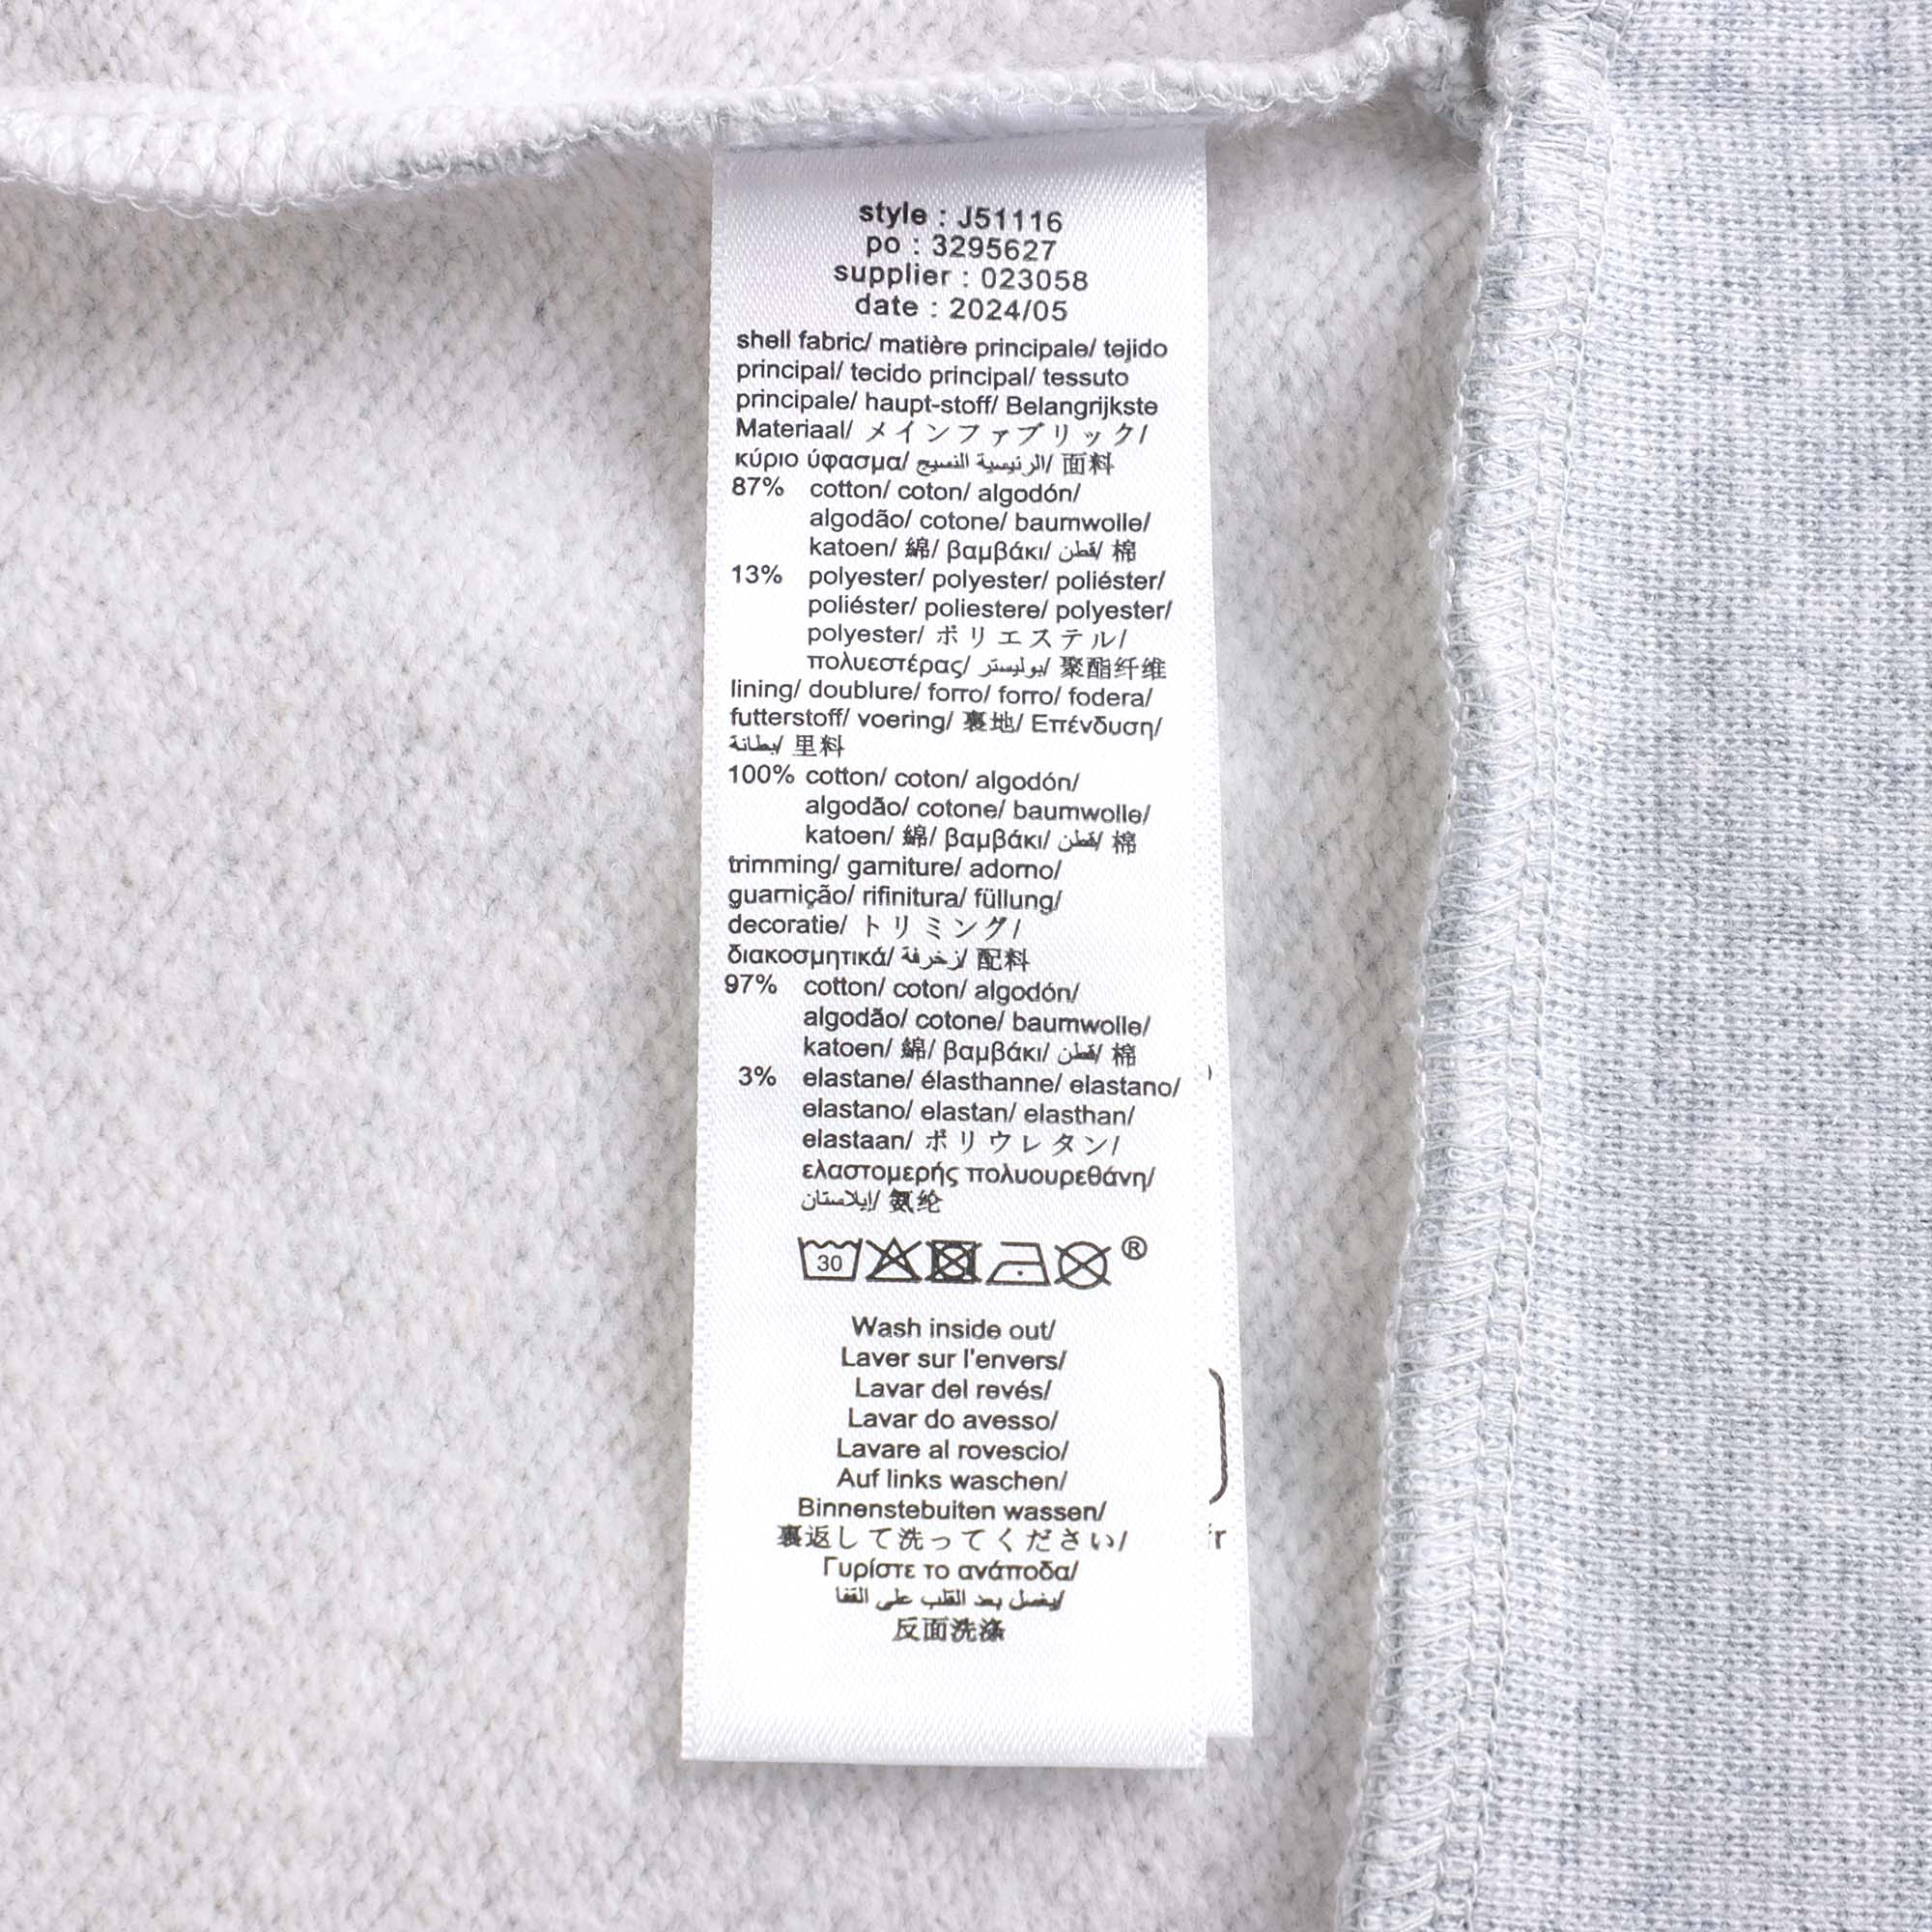 style : J51116
po : 3295627
supplier : 023058
date : 2024/05
shell fabric/ matière principale/ tejido
principal/ tecido principal/ tessuto
principale/ haupt-stoff/ Belangrijkste
Materiaal/ メインファブリック/
κύριο ύφασμα/ الرئيسية النسيج/ 面料
87% cotton/ coton/ algodón/
algodão/ cotone/ baumwolle/
katoen/ 綿/ βαμβάκι/ قطن/ 棉
13% polyester/ polyester/ poliéster/
poliéster/ poliestere/ polyester/
polyester/ ポリエステル/
πολυεστέρας/ بوليستر/ 聚酯纤维
lining/ doublure/ forro/ forro/ fodera/
futterstoff/ voering/ 裏地/ Επένδυση/
بطانة/ 里料
100% cotton/ coton/ algodón/
algodão/ cotone/ baumwolle/
katoen/ 綿/ βαμβάκι/ قطن/ 棉
trimming/ garniture/ adorno/
guarnição/ rifinitura/ füllung/
decoratie/ トリミング/
διακοσμητικά/ زخرفة/ 配料
97% cotton/ coton/ algodón/
algodão/ cotone/ baumwolle/
katoen/ 綿/ βαμβάκι/ قطن/ 棉
3% elastane/ élasthanne/ elastano/
elastano/ elastan/ elasthan/
elastaan/ ポリウレタン/
ελαστομερής πολυουρεθάνη/
إيلاستان/ 氨纶
30 ®
Wash inside out/
Laver sur l'envers/
Lavar del revés/
Lavar do avesso/
Lavare al rovescio/
Auf links waschen/
Binnenstebuiten wassen/
裏返して洗ってください/
Γυρίστε το ανάποδα/
يغسل بعد القلب على القفا/
反面洗涤